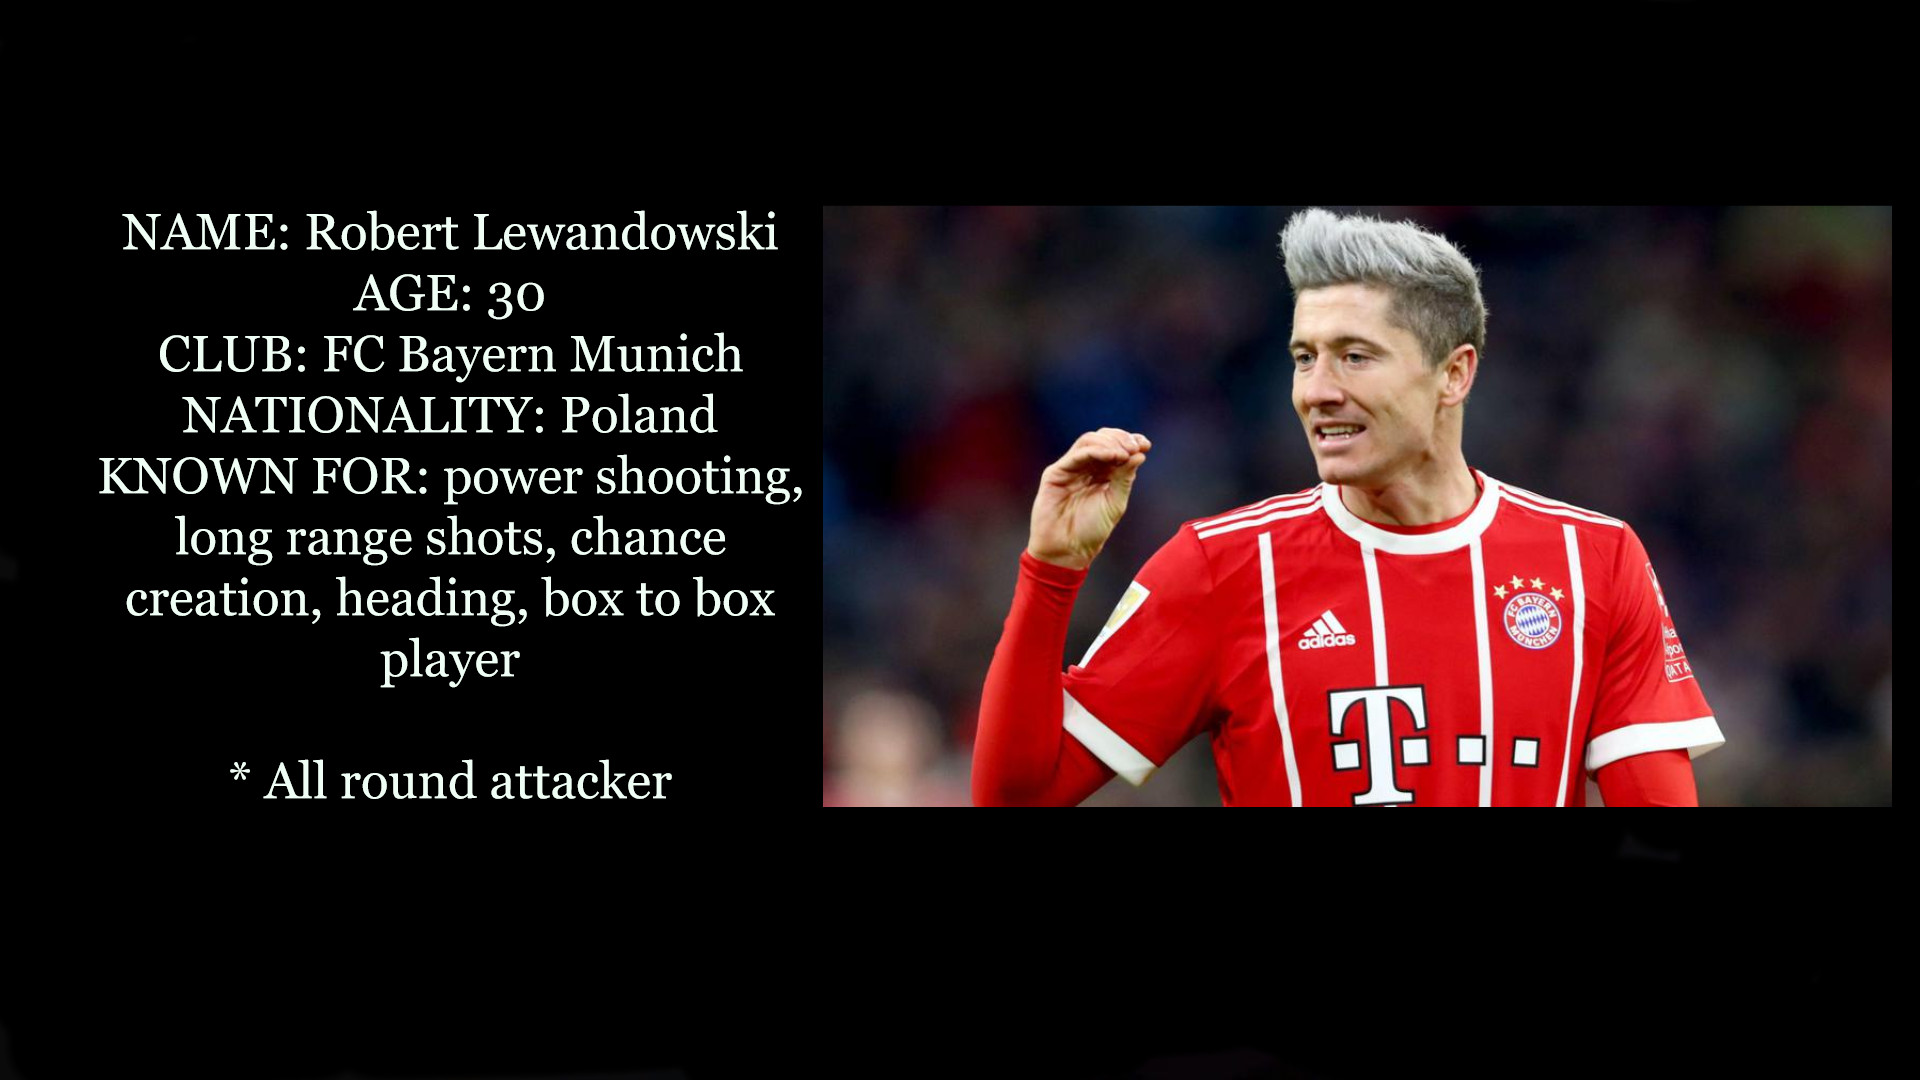 NAME: Robert Lewandowski
AGE: 30
CLUB: FC Bayern Munich
NATIONALITY: Poland
KNOWN FOR: power shooting,
long range shots, chance
creation, heading, box to box
player
* All round attacker
adidas
FC BAYERN
MÜNCHEN
T